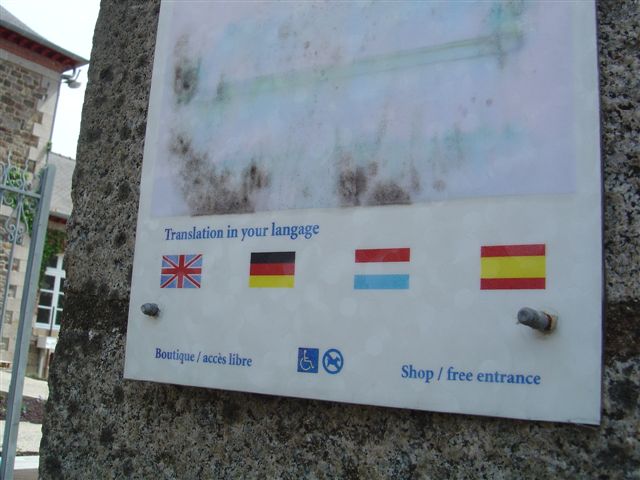 Translation in your langage
Boutique / accès libre
Shop / free entrance